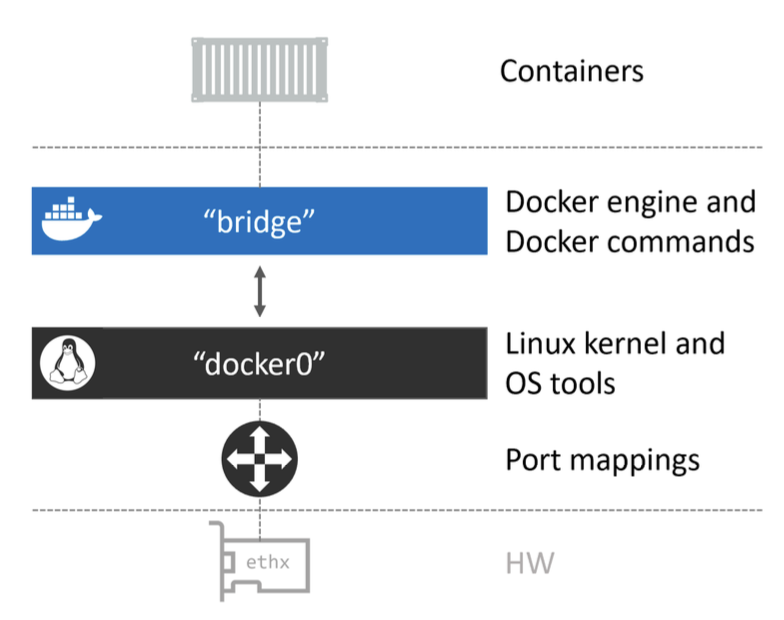 Containers
“bridge”
Docker engine and
Docker commands
“docker0”
Linux kernel and
OS tools
Port mappings
ethx
HW